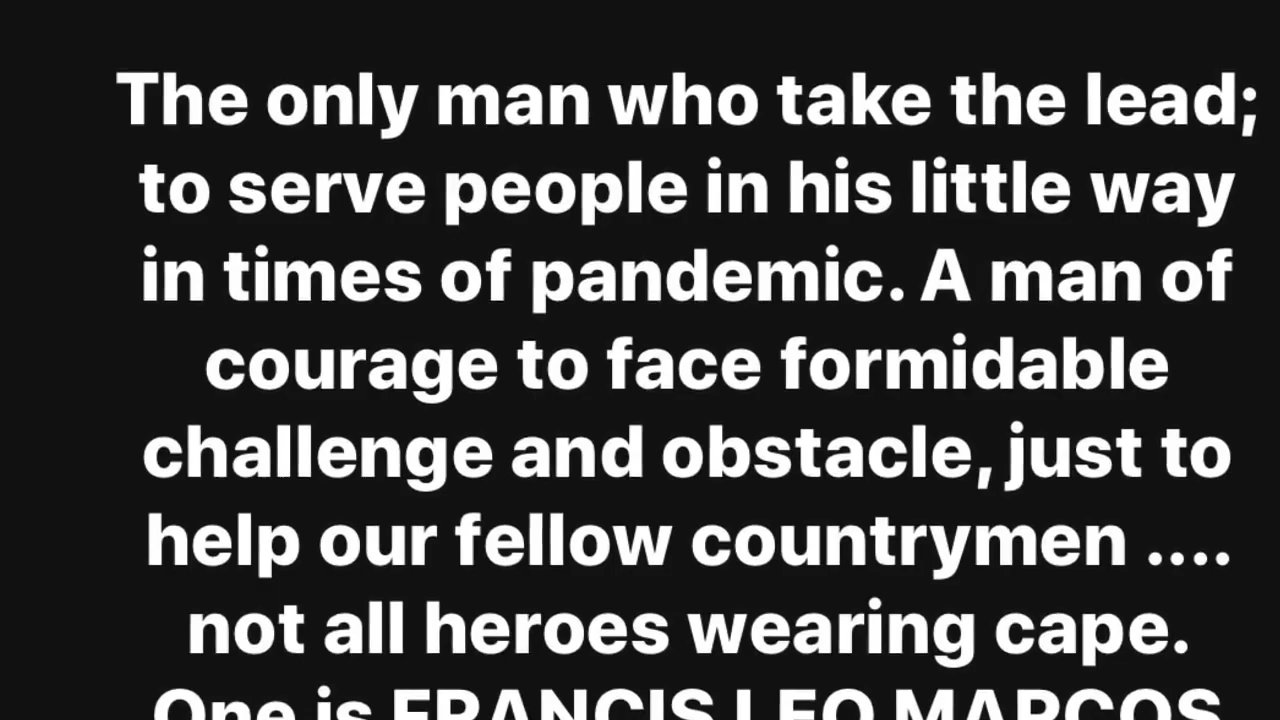 The only man who take the lead;
to serve people in his little way
in times of pandemic. A man of
courage to face formidable
challenge and obstacle, just to
help our fellow countrymen ....
not all heroes wearing cape.
One is FRANCIS LEO MARCOS